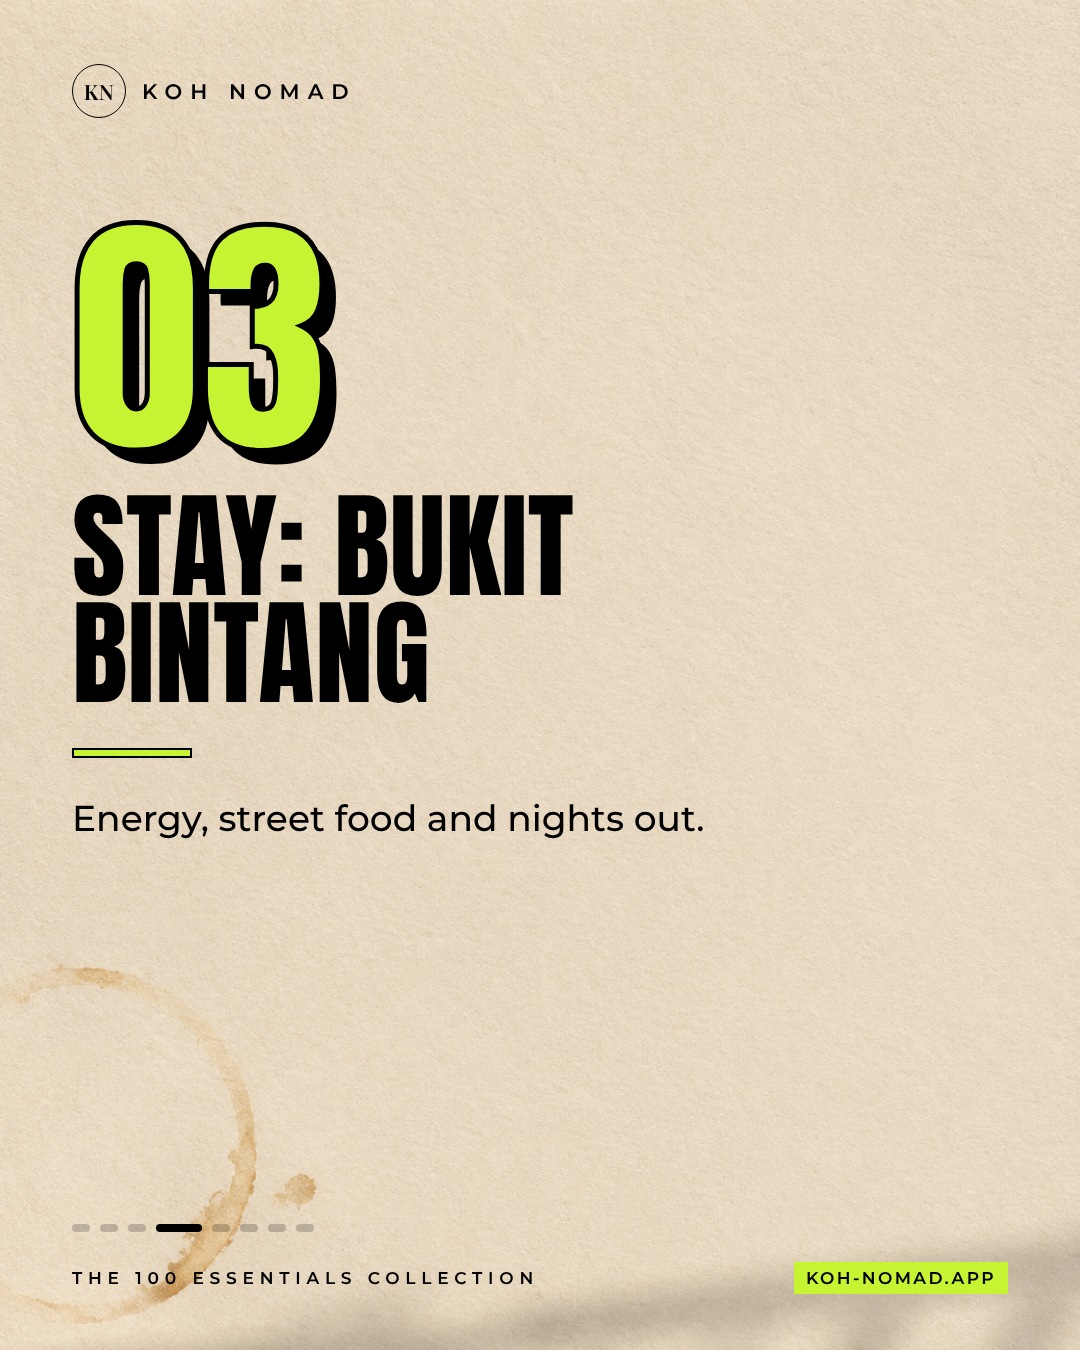 KN KOH NOMAD
03
STAY: BUKIT
BINTANG
Energy, street food and nights out.
THE 100 ESSENTIALS COLLECTION
KOH-NOMAD.APP